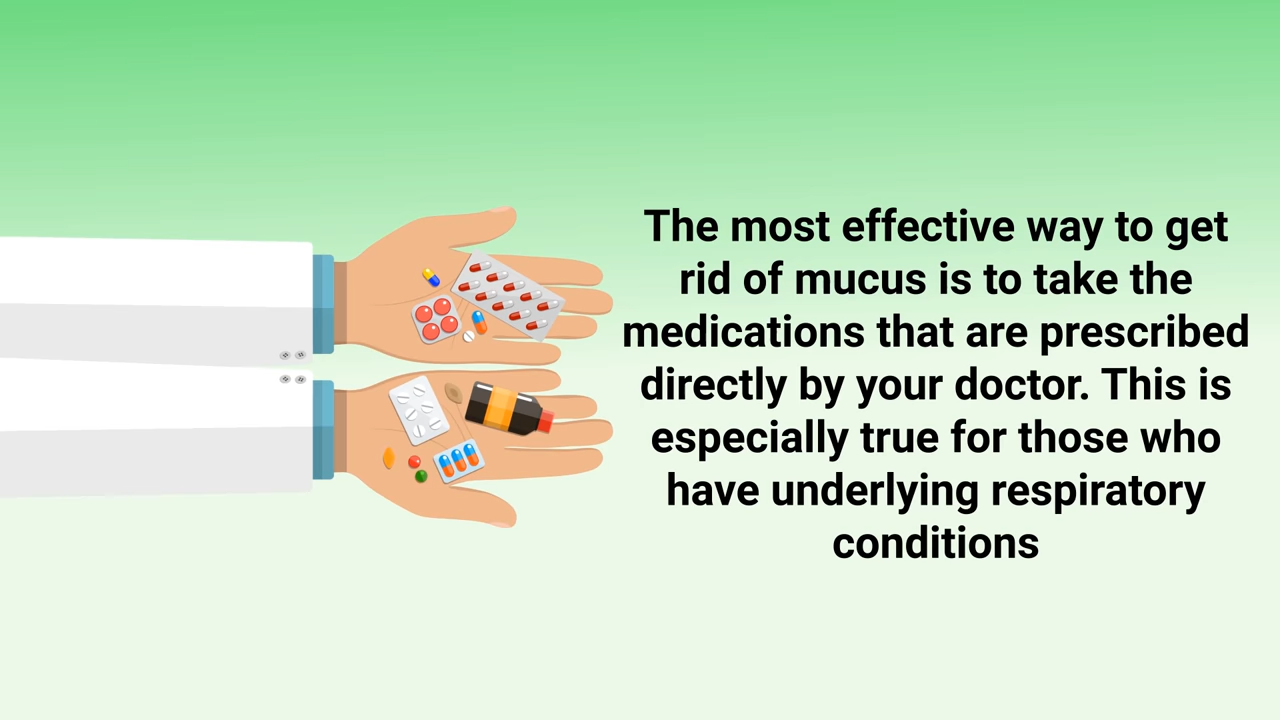 The most effective way to get
rid of mucus is to take the
medications that are prescribed
directly by your doctor. This is
especially true for those who
have underlying respiratory
conditions